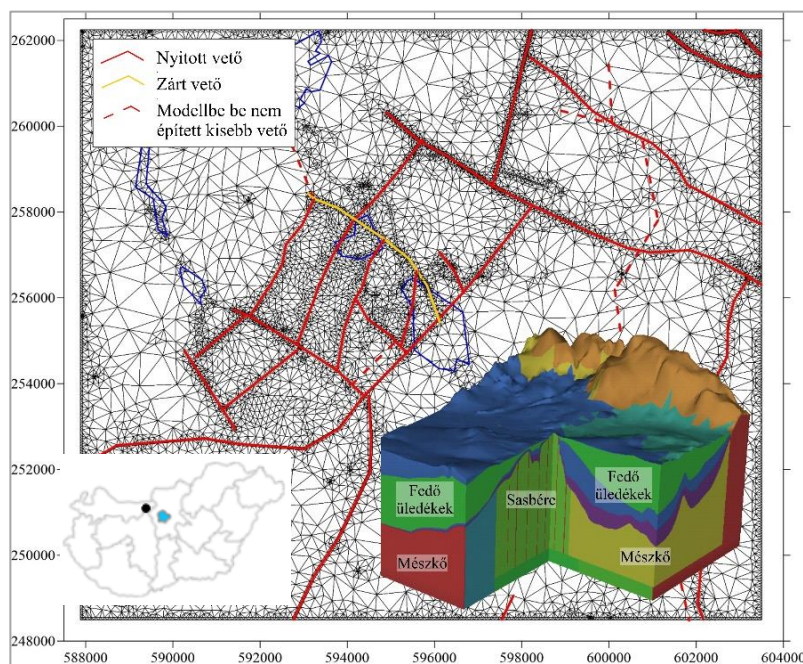 262000
260000
258000
256000
254000
252000
250000
248000
588000 590000 592000 594000 596000 598000 600000 602000 604000
Nyitott vető
Zárt vető
Modellbe be nem
épített kisebb vető
Fedő
üledékek
Sasbérc
Fedő
üledékek
Mészkő
Mészkő